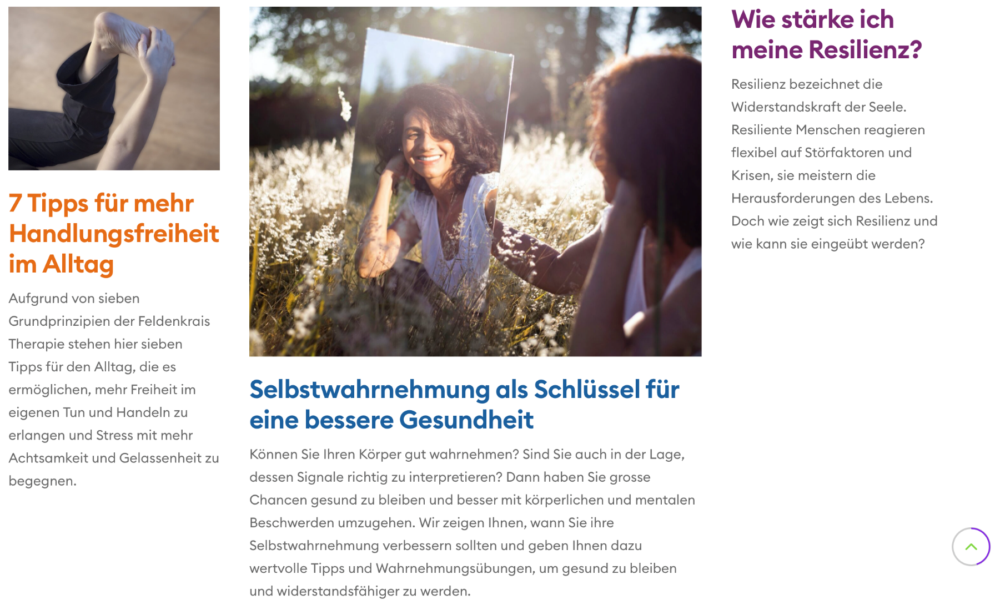 7 Tipps für mehr
Handlungsfreiheit
im Alltag
Aufgrund von sieben
Grundprinzipien der Feldenkrais
Therapie stehen hier sieben
Tipps für den Alltag, die es
ermöglichen, mehr Freiheit im
eigenen Tun und Handeln zu
erlangen und Stress mit mehr
Achtsamkeit und Gelassenheit zu
begegnen.
Selbstwahrnehmung als Schlüssel für
eine bessere Gesundheit
Können Sie Ihren Körper gut wahrnehmen? Sind Sie auch in der Lage,
dessen Signale richtig zu interpretieren? Dann haben Sie grosse
Chancen gesund zu bleiben und besser mit körperlichen und mentalen
Beschwerden umzugehen. Wir zeigen Ihnen, wann Sie ihre
Selbstwahrnehmung verbessern sollten und geben Ihnen dazu
wertvolle Tipps und Wahrnehmungsübungen, um gesund zu bleiben
und widerstandsfähiger zu werden.
Wie stärke ich
meine Resilienz?
Resilienz bezeichnet die
Widerstandskraft der Seele.
Resiliente Menschen reagieren
flexibel auf Störfaktoren und
Krisen, sie meistern die
Herausforderungen des Lebens.
Doch wie zeigt sich Resilienz und
wie kann sie eingeübt werden?